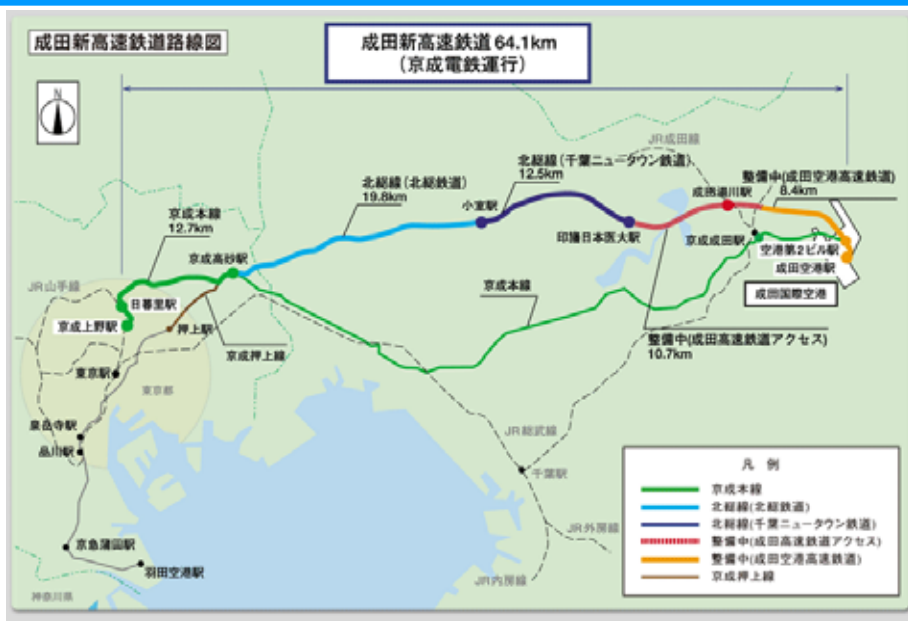 成田新高速鉄道路線図
成田新高速鉄道 64.1km
(京成電鉄運行)
N
JR成田線
北総線(千葉ニュータウン鉄道)
12.5km
整備中(成田空港高速鉄道)
8.4km
北総線(北総鉄道)
19.8km
小室駅
成田湯川駅
京成本線
12.7km
印旛日本医大駅
京成成田駅
空港第2ビル駅
京成高砂駅
成田空港駅
JR山手線
日暮里駅
京成本線
成田国際空港
京成上野駅
押上駅
京成押上線
整備中(成田高速鉄道アクセス)
10.7km
東京駅
東京都
泉岳寺駅
品川駅
JR総武線
千葉駅
凡 例
京成本線
北総線(北総鉄道)
北総線(千葉ニュータウン鉄道)
整備中(成田高速鉄道アクセス)
整備中(成田空港高速鉄道)
京成押上線
JR外房線
京急蒲田駅
羽田空港駅
JR内房線
神奈川県